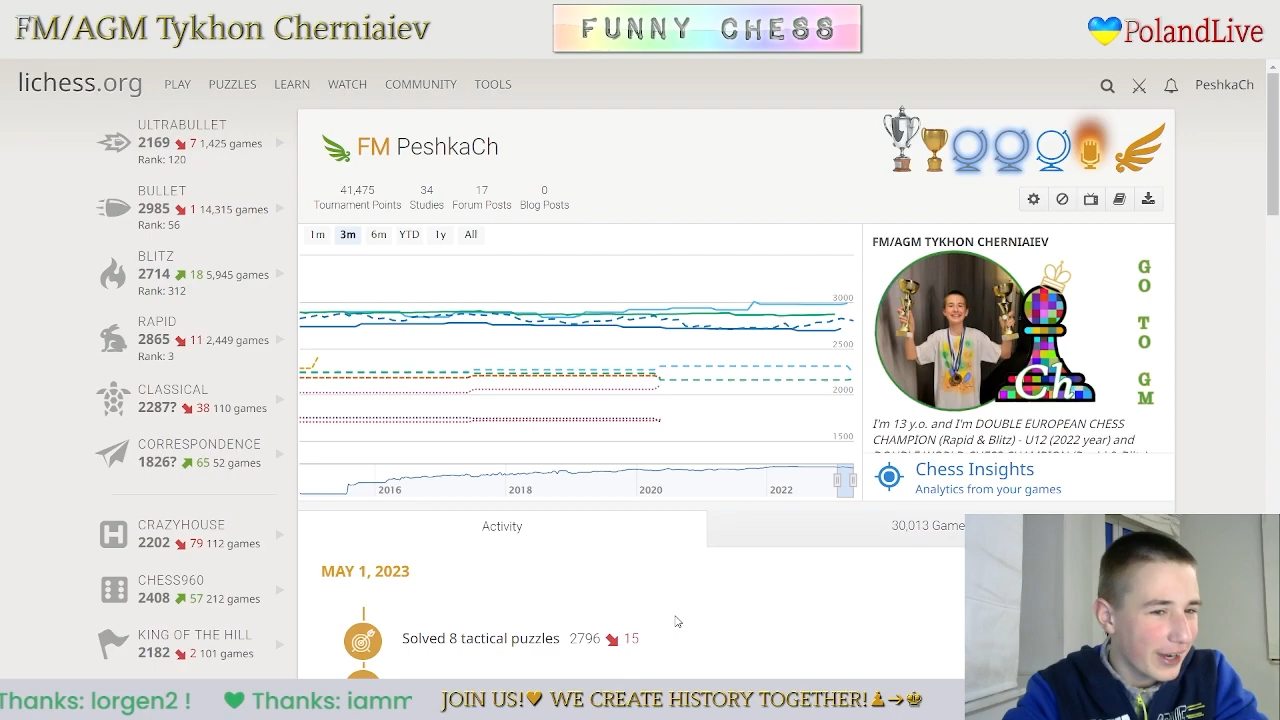 FM/AGM Tykhon Cherniaiev
FUNNY CHESS
PolandLive
lichess.org PLAY PUZZLES LEARN WATCH COMMUNITY TOOLS PeshkaCh
ULTRABULLET
2169 7 1,425 games
Rank: 120
BULLET
2985 1 14,315 games
Rank: 56
BLITZ
2714 18 5,945 games
Rank: 312
RAPID
2865 11 2,449 games
Rank: 3
CLASSICAL
2287? 38 110 games
CORRESPONDENCE
1826? 65 52 games
CRAZYHOUSE
2202 79 112 games
CHESS960
2408 57 212 games
KING OF THE HILL
2182 2 101 games
FM PeshkaCh
41,475 34 17 0
Tournament Points Studies Forum Posts Blog Posts
1m 3m 6m YTD 1y All
3000
2500
2000
1500
2016 2018 2020 2022
FM/AGM TYKHON CHERNIAIEV
GO
TO
GM
Ch
I'm 13 y.o. and I'm DOUBLE EUROPEAN CHESS
CHAMPION (Rapid & Blitz) - U12 (2022 year) and
Chess Insights
Analytics from your games
Activity
30,013 Game
MAY 1, 2023
Solved 8 tactical puzzles 2796 15
Thanks: lorgen2 ! Thanks: iamm
JOIN US!♥ WE CREATE HISTORY TOGETHER!♟→♚